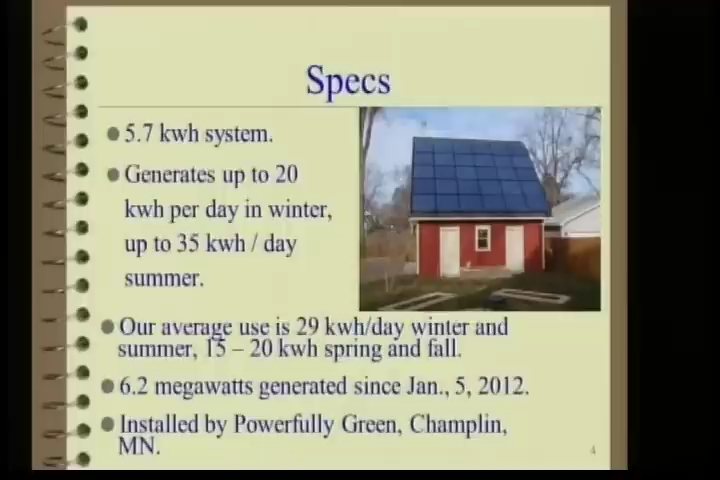 Specs
5.7 kwh system.
Generates up to 20
kwh per day in winter,
up to 35 kwh / day
summer.
Our average use is 29 kwh/day winter and
summer, 15 – 20 kwh spring and fall.
6.2 megawatts generated since Jan., 5, 2012.
Installed by Powerfully Green, Champlin,
MN.
4